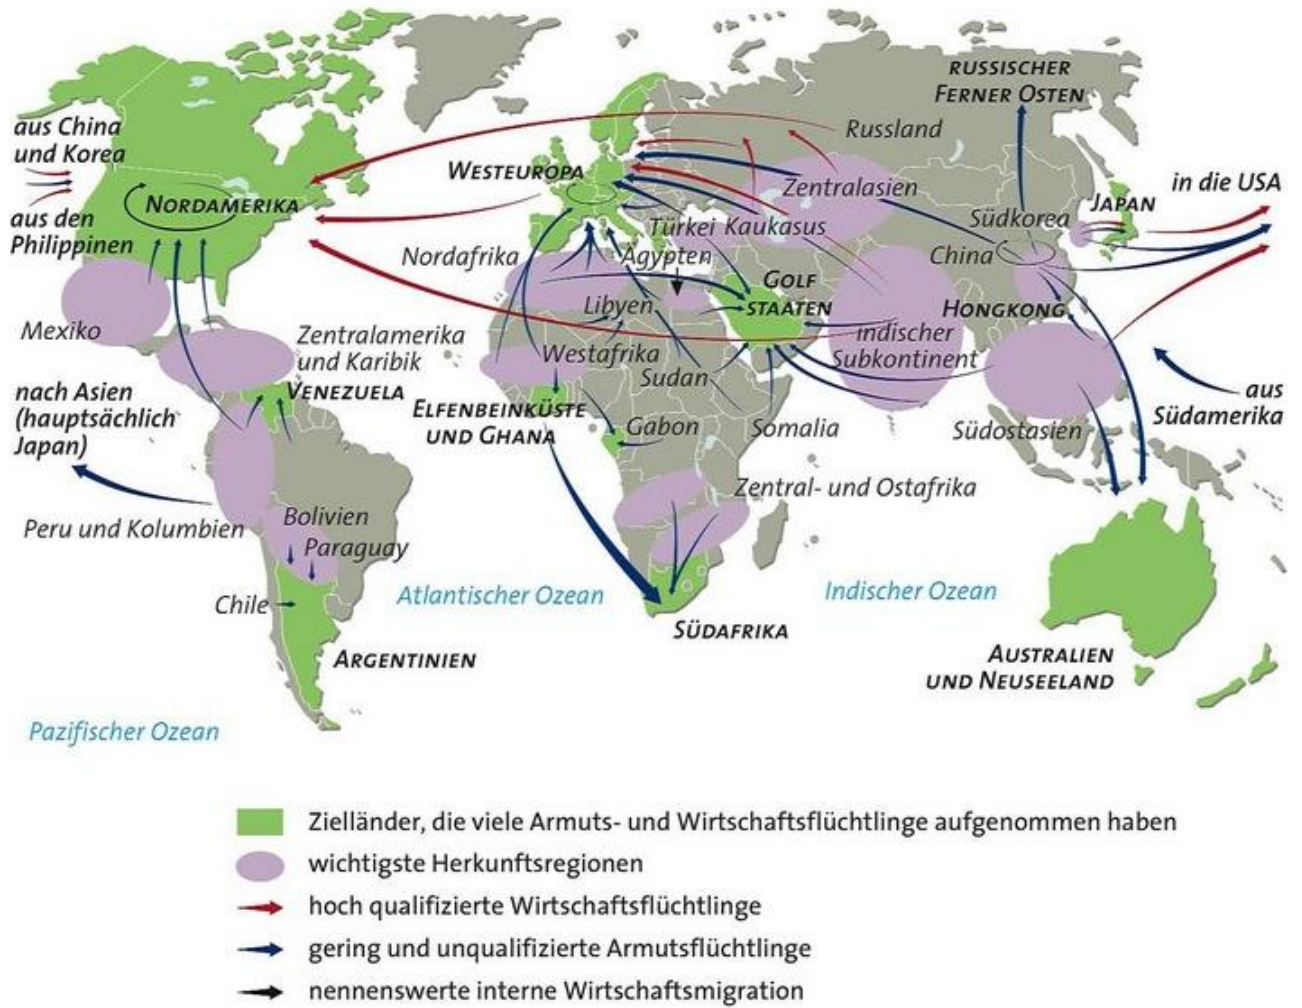 RUSSISCHER
FERNER OSTEN
aus China
und Korea
Russland
WESTEUROPA
in die USA
Zentralasien
NORDAMERIKA
JAPAN
aus den
Philippinen
Südkorea
Türkei Kaukasus
Nordafrika
Ägypten
China
GOLF
STAATEN
Libyen
HONGKONG
Mexiko
Zentralamerika
und Karibik
Indischer
Subkontinent
Westafrika
Sudan
VENEZUELA
nach Asien
(hauptsächlich
Japan)
aus
Südamerika
ELFENBEINKÜSTE
UND GHANA
Gabon
Somalia
Südostasien
Zentral- und Ostafrika
Peru und Kolumbien
Bolivien
Paraguay
Chile
Atlantischer Ozean
Indischer Ozean
SÜDAFRIKA
ARGENTINIEN
AUSTRALIEN
UND NEUSEELAND
Pazifischer Ozean
Zielländer, die viele Armuts- und Wirtschaftsflüchtlinge aufgenommen haben
wichtigste Herkunftsregionen
hoch qualifizierte Wirtschaftsflüchtlinge
gering und unqualifizierte Armutsflüchtlinge
nennenswerte interne Wirtschaftsmigration